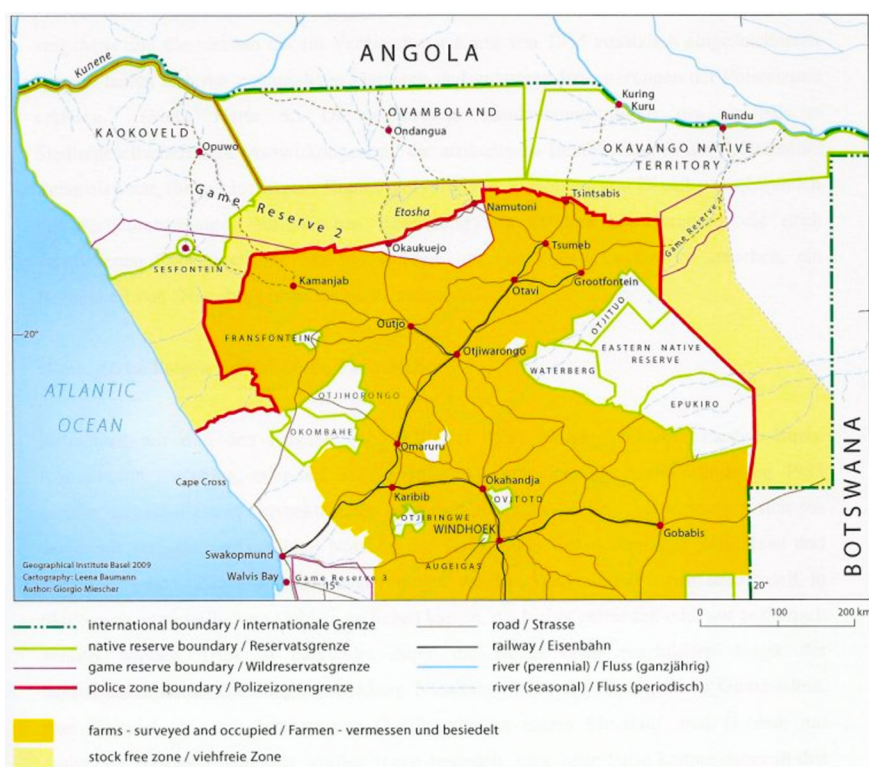 ANGOLA
Kunene
KAOKOVELD
Opuwo
OVAMBOLAND
Ondangua
Kuring
Kuru
Rundu
OKAVANGO NATIVE
TERRITORY
Game Reserve 2
Etosha
Namutoni
Tsintsabis
Game Reserve 1
Okaukuejo
Tsumeb
SESFONTEIN
Kamanjab
Otavi
Grootfontein
20°
FRANSFONTEIN
Outjo
OTJITUO
Otjiwarongo
EASTERN NATIVE
RESERVE
WATERBERG
ATLANTIC
OCEAN
OTJIHORONGO
EPUKIRO
OKOMBAHE
Omaruru
BOTSWANA
Cape Cross
Karibib
Okahandja
OVITOTO
OTJIBINGWE
WINDHOEK
Gobabis
Swakopmund
AUGEIGAS
Geographical Institute Basel 2009
Cartography: Leena Baumann
Author: Giorgio Miescher
Walvis Bay
Game Reserve 3
15°
20°
0 100 200 km
international boundary / internationale Grenze
native reserve boundary / Reservatsgrenze
game reserve boundary / Wildreservatsgrenze
police zone boundary / Polizeizonengrenze
road / Strasse
railway / Eisenbahn
river (perennial) / Fluss (ganzjährig)
river (seasonal) / Fluss (periodisch)
farms - surveyed and occupied / Farmen - vermessen und besiedelt
stock free zone / viehfreie Zone